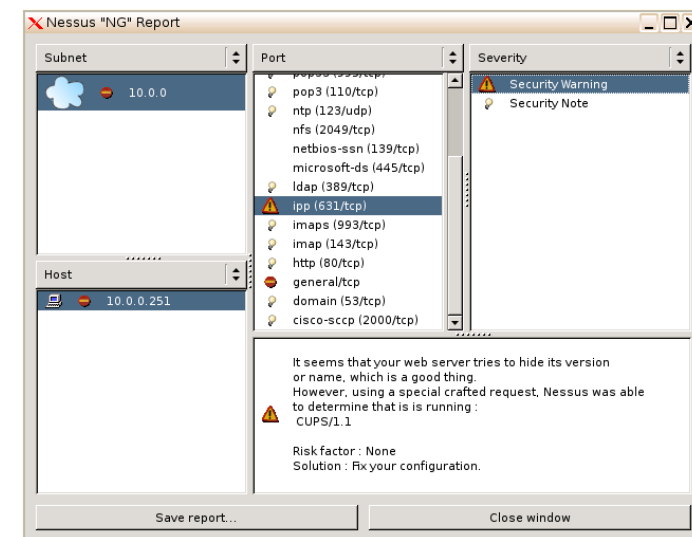 Nessus "NG" Report
Subnet
10.0.0
Host
10.0.0.251
Port
pop3 (110/tcp)
ntp (123/udp)
nfs (2049/tcp)
netbios-ssn (139/tcp)
microsoft-ds (445/tcp)
ldap (389/tcp)
ipp (631/tcp)
imaps (993/tcp)
imap (143/tcp)
http (80/tcp)
general/tcp
domain (53/tcp)
cisco-sccp (2000/tcp)
Severity
Security Warning
Security Note
It seems that your web server tries to hide its version
or name, which is a good thing.
However, using a special crafted request, Nessus was able
to determine that is is running :
CUPS/1.1
Risk factor : None
Solution : Fix your configuration.
Save report...
Close window